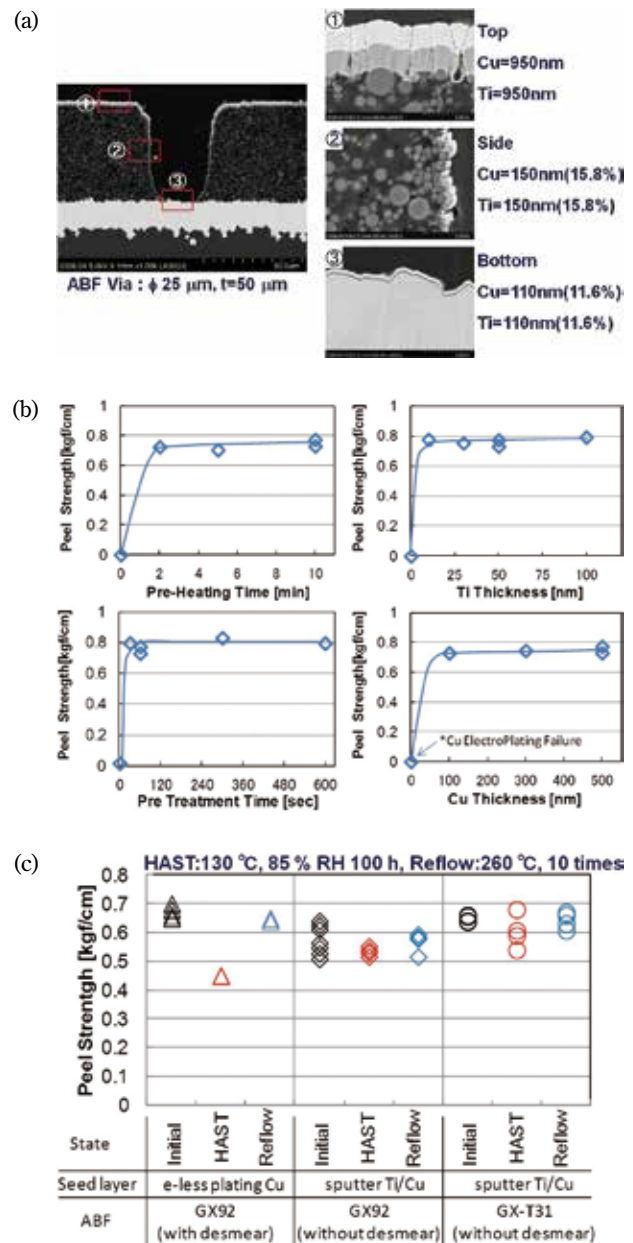 (a)
①
②
③
ABF Via : ϕ 25 μm, t=50 μm
①
Top
Cu=950nm
Ti=950nm
②
Side
Cu=150nm(15.8%)
Ti=150nm(15.8%)
③
Bottom
Cu=110nm(11.6%)
Ti=110nm(11.6%)
(b)
Peel Strength[kgf/cm]
1
0.8
0.6
0.4
0.2
0
0 2 4 6 8 10
Pre-Heating Time [min]
Peel Strength[kgf/cm]
1
0.8
0.6
0.4
0.2
0
0 25 50 75 100
Ti Thickness [nm]
Peel Strength[kgf/cm]
1
0.8
0.6
0.4
0.2
0
0 120 240 360 480 600
Pre Treatment Time [sec]
Peel Strength[kgf/cm]
1
0.8
0.6
0.4
0.2
0
*Cu ElectroPlating Failure
0 100 200 300 400 500
Cu Thickness [nm]
(c)
HAST:130 °C, 85 % RH 100 h, Reflow:260 °C, 10 times
Peel Strentgh [kgf/cm]
0.8
0.7
0.6
0.5
0.4
0.3
0.2
0.1
0
State Initial HAST Reflow Initial HAST Reflow Initial HAST Reflow
Seed layer e-less plating Cu sputter Ti/Cu sputter Ti/Cu
ABF GX92 GX92 GX-T31
(with desmear) (without desmear) (without desmear)